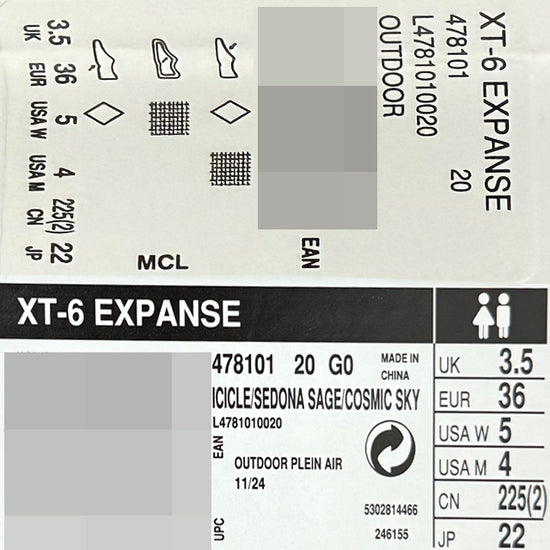 XT-6 EXPANSE
478101 20
L4781010020
OUTDOOR
EAN
MCL
3.5 36 5 4 225(2) 22
UK EUR USA W USA M CN JP
XT-6 EXPANSE
478101 20 G0
MADE IN
CHINA
ICICLE/SEDONA SAGE/COSMIC SKY
L4781010020
EAN
OUTDOOR PLEIN AIR
11/24
5302814466
UPC
246155
UK 3.5
EUR 36
USA W 5
USA M 4
CN 225(2)
JP 22